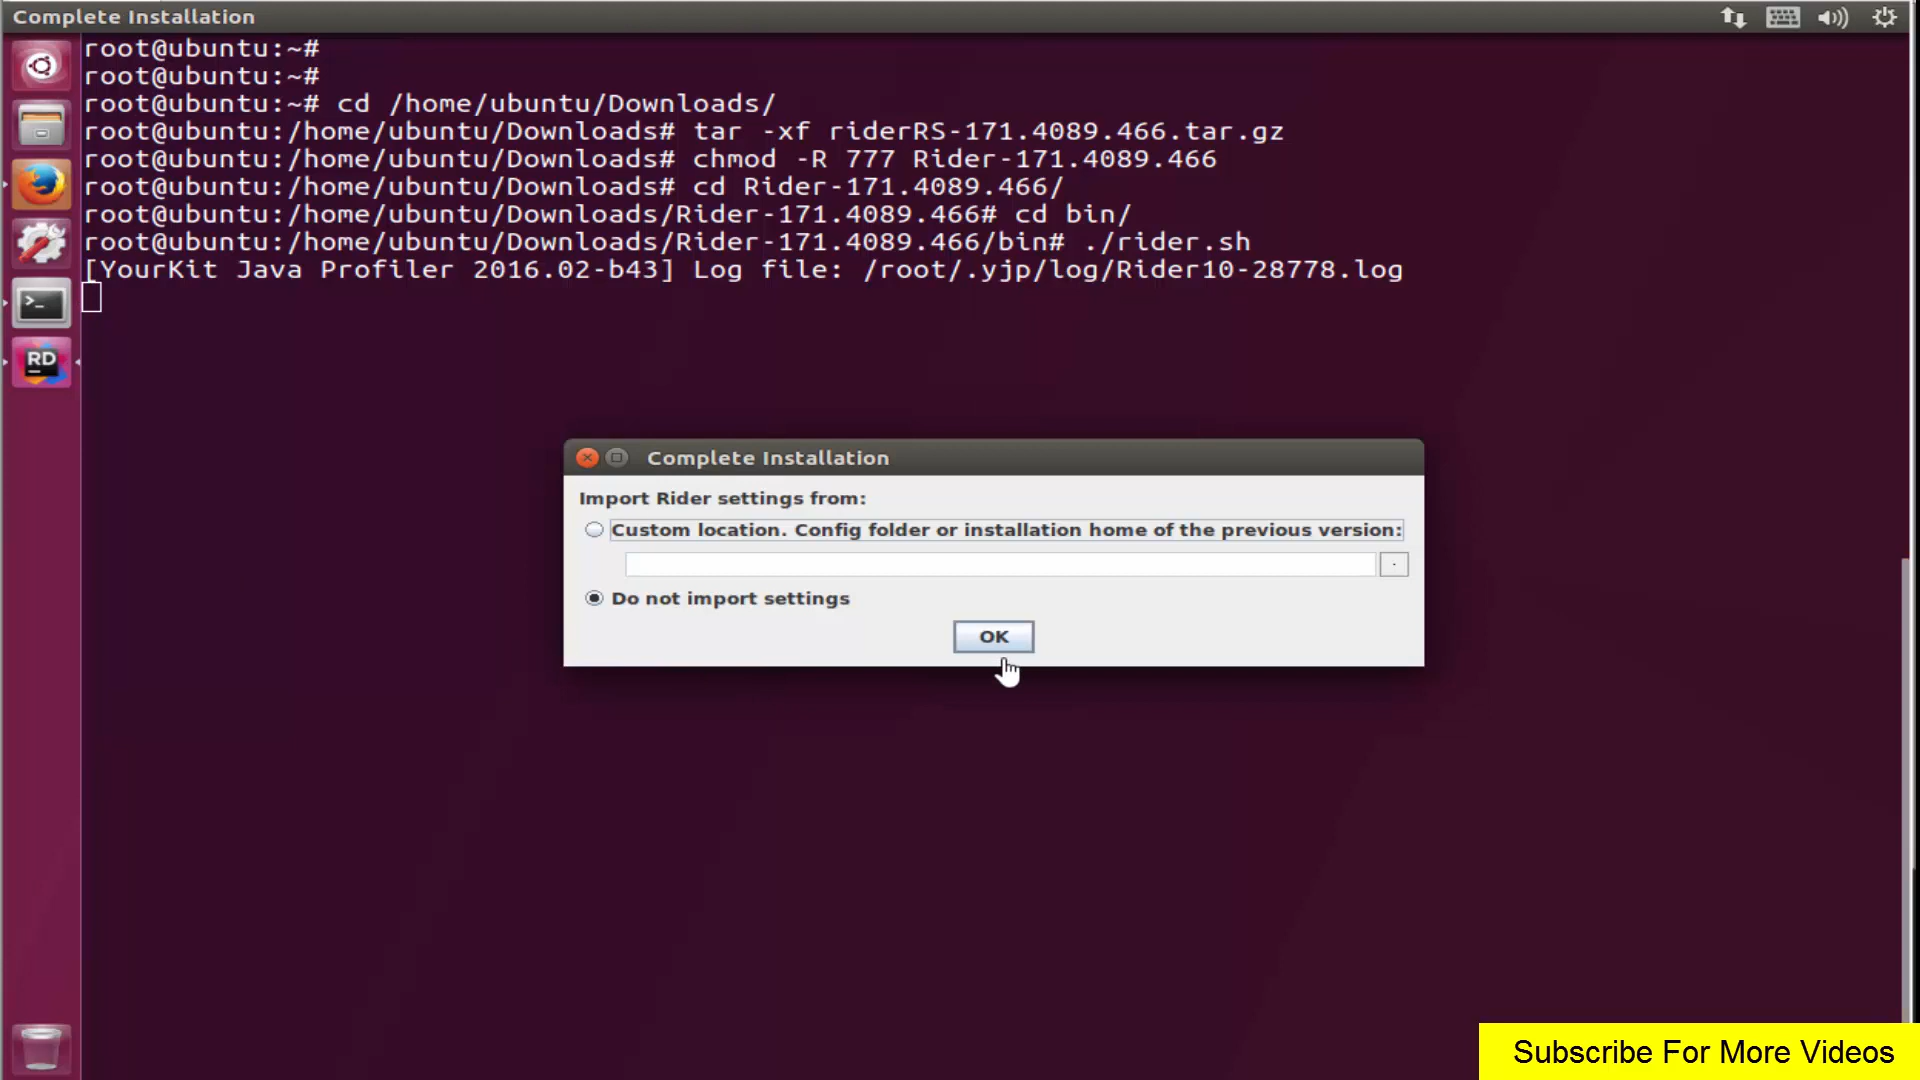 Complete Installation
root@ubuntu:~#
root@ubuntu:~#
root@ubuntu:~# cd /home/ubuntu/Downloads/
root@ubuntu:/home/ubuntu/Downloads# tar -xf riderRS-171.4089.466.tar.gz
root@ubuntu:/home/ubuntu/Downloads# chmod -R 777 Rider-171.4089.466
root@ubuntu:/home/ubuntu/Downloads# cd Rider-171.4089.466/
root@ubuntu:/home/ubuntu/Downloads/Rider-171.4089.466# cd bin/
root@ubuntu:/home/ubuntu/Downloads/Rider-171.4089.466/bin# ./rider.sh
[YourKit Java Profiler 2016.02-b43] Log file: /root/.yjp/log/Rider10-28778.log
RD
Complete Installation
Import Rider settings from:
Custom location. Config folder or installation home of the previous version:
Do not import settings
OK
Subscribe For More Videos